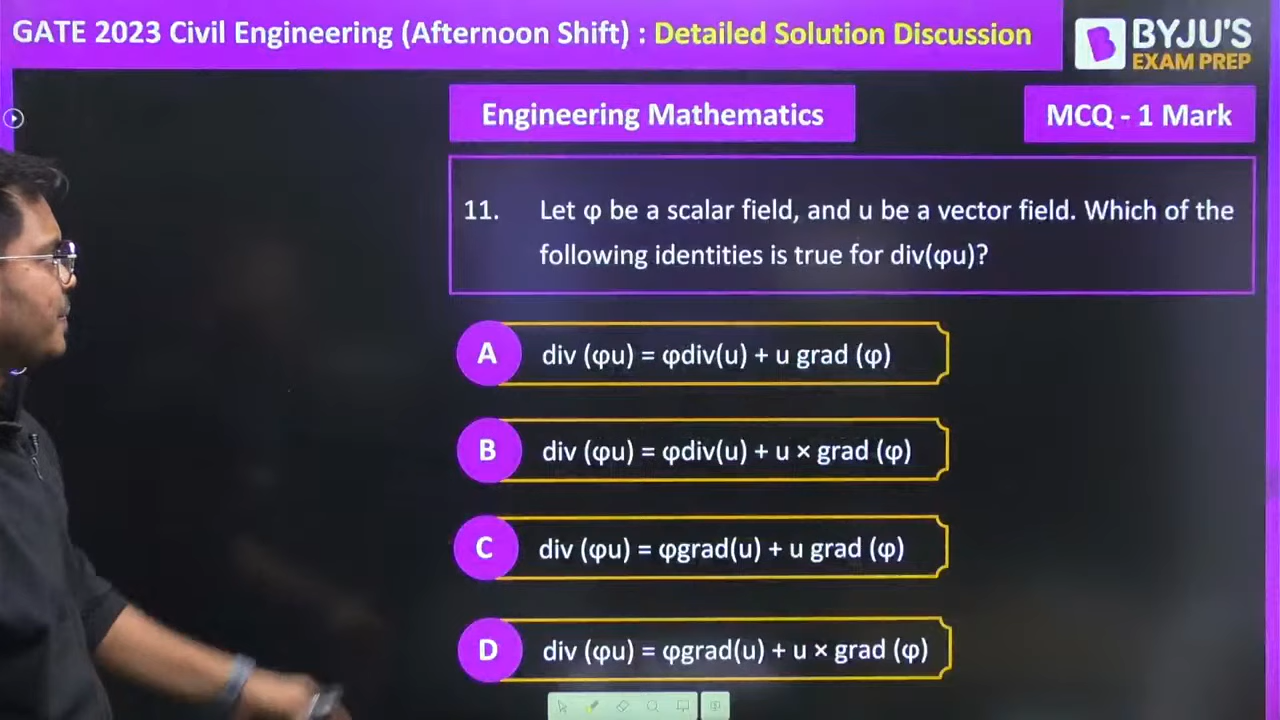 GATE 2023 Civil Engineering (Afternoon Shift) : Detailed Solution Discussion
BYJU'S
EXAM PREP
Engineering Mathematics
MCQ - 1 Mark
11. Let φ be a scalar field, and u be a vector field. Which of the
following identities is true for div(φu)?
A div (φu) = φdiv(u) + u grad (φ)
B div (φu) = φdiv(u) + u × grad (φ)
C div (φu) = φgrad(u) + u grad (φ)
D div (φu) = φgrad(u) + u × grad (φ)